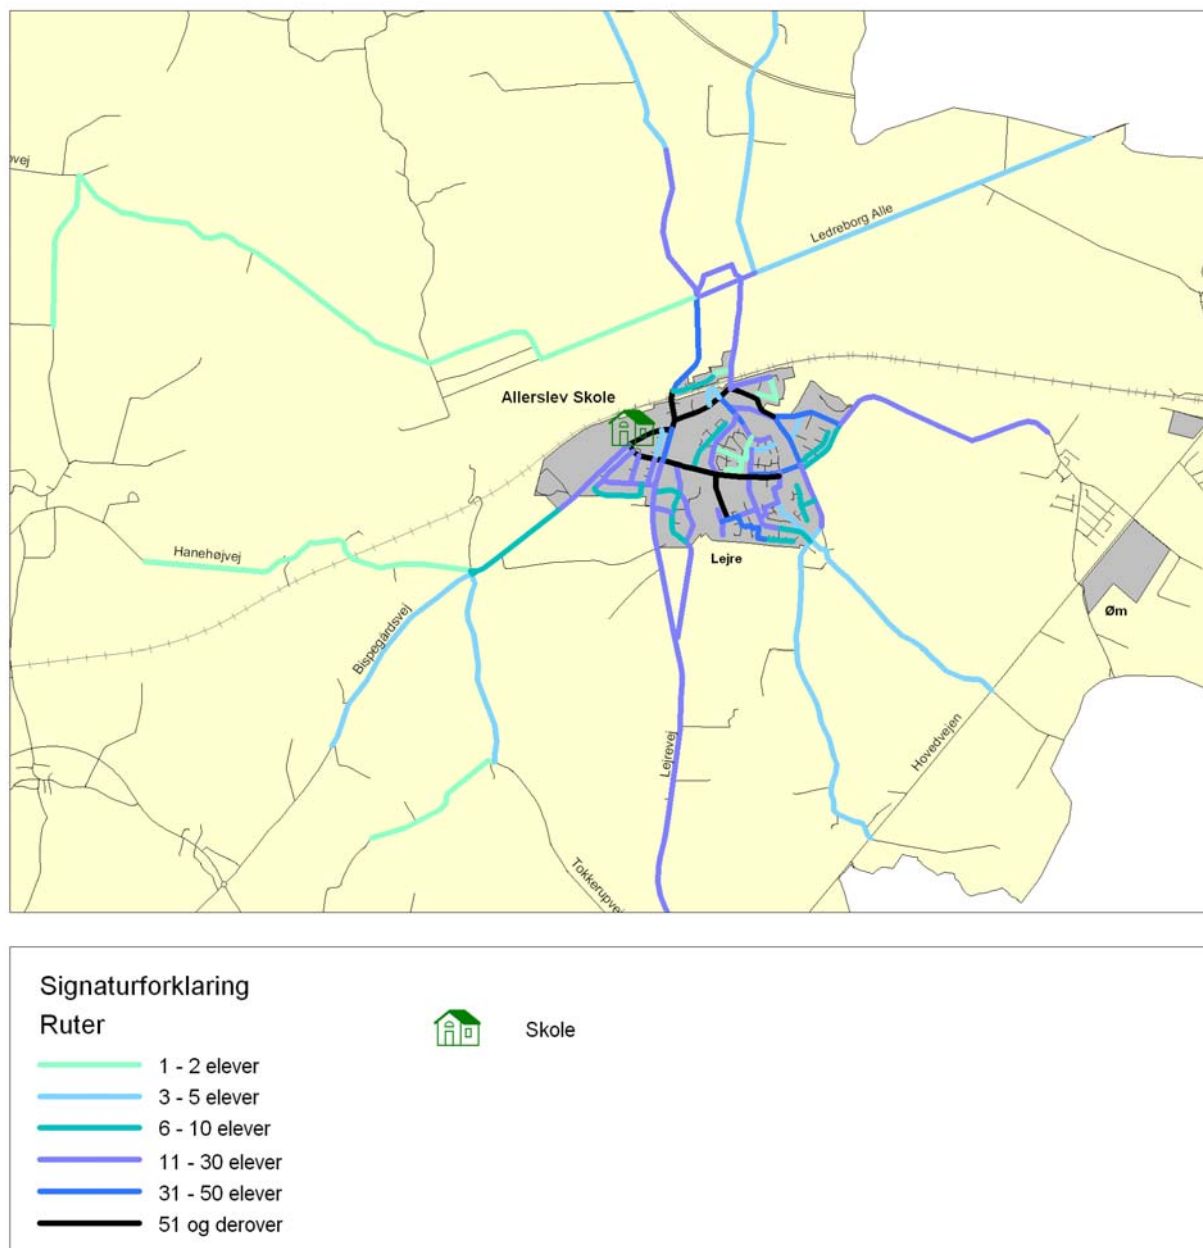 Ledreborg Alle
Allerslev Skole
Hanehøjvej
Lejre
Øm
Bispegårdsvej
Lejrevej
Hovedvejen
Signaturforklaring
Ruter
Skole
1 - 2 elever
3 - 5 elever
6 - 10 elever
11 - 30 elever
31 - 50 elever
51 og derover